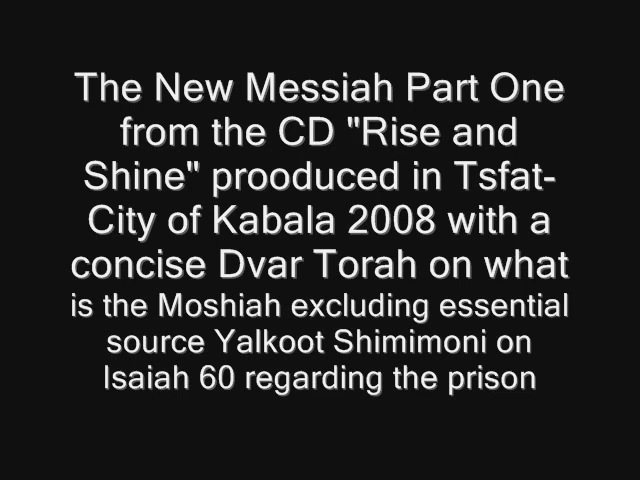 The New Messiah Part One
from the CD "Rise and
Shine" prooduced in Tsfat-
City of Kabala 2008 with a
concise Dvar Torah on what
is the Moshiah excluding essential
source Yalkoot Shimimoni on
Isaiah 60 regarding the prison